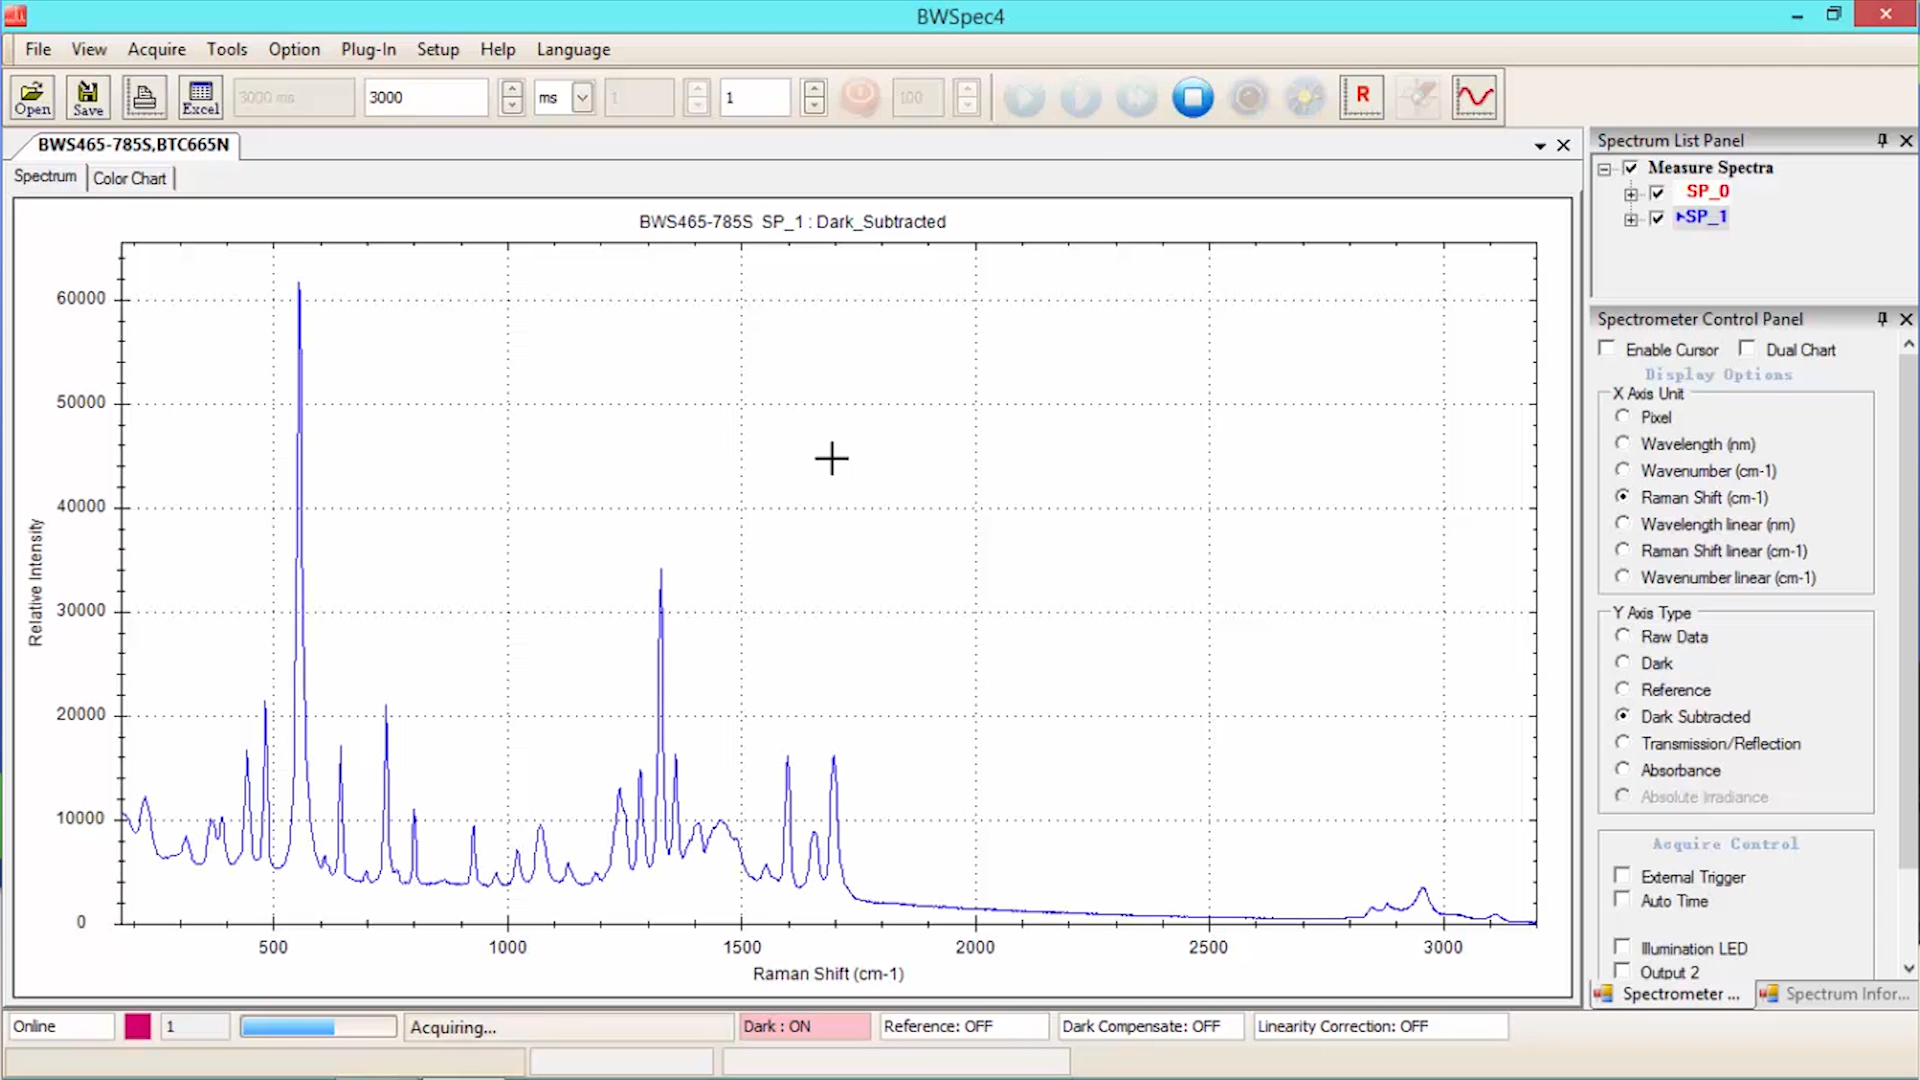 BWSpec4
File View Acquire Tools Option Plug-In Setup Help Language
Open Save Excel 3000 ms 3000 ms 1 1 100 R
BWS465-785S,BTC665N
Spectrum Color Chart
BWS465-785S SP_1 : Dark_Subtracted
60000
50000
40000
30000
20000
10000
0
Relative Intensity
500 1000 1500 2000 2500 3000
Raman Shift (cm-1)
Spectrum List Panel
Measure Spectra
SP_0
SP_1
Spectrometer Control Panel
Enable Cursor Dual Chart
Display Options
X Axis Unit
Pixel
Wavelength (nm)
Wavenumber (cm-1)
Raman Shift (cm-1)
Wavelength linear (nm)
Raman Shift linear (cm-1)
Wavenumber linear (cm-1)
Y Axis Type
Raw Data
Dark
Reference
Dark Subtracted
Transmission/Reflection
Absorbance
Absolute Irradiance
Acquire Control
External Trigger
Auto Time
Illumination LED
Output 2
Spectrometer ... Spectrum Infor...
Online 1 Acquiring... Dark : ON Reference: OFF Dark Compensate: OFF Linearity Correction: OFF